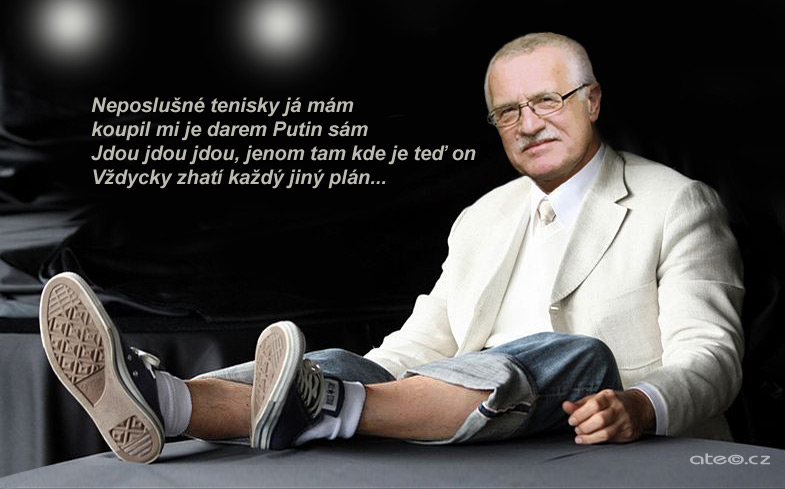 Neposlušné tenisky já mám
koupil mi je darem Putin sám
Jdou jdou jdou, jenom tam kde je teď on
Vždycky zhatí každý jiný plán...
ate©.cz